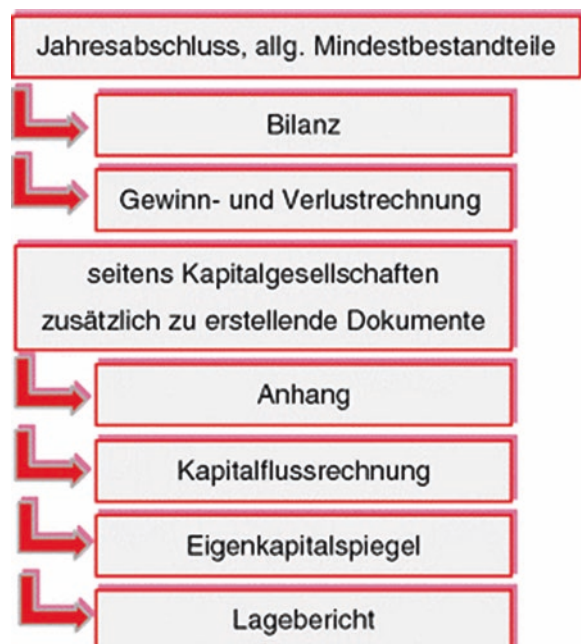 Jahresabschluss, allg. Mindestbestandteile
Bilanz
Gewinn- und Verlustrechnung
seitens Kapitalgesellschaften
zusätzlich zu erstellende Dokumente
Anhang
Kapitalflussrechnung
Eigenkapitalspiegel
Lagebericht